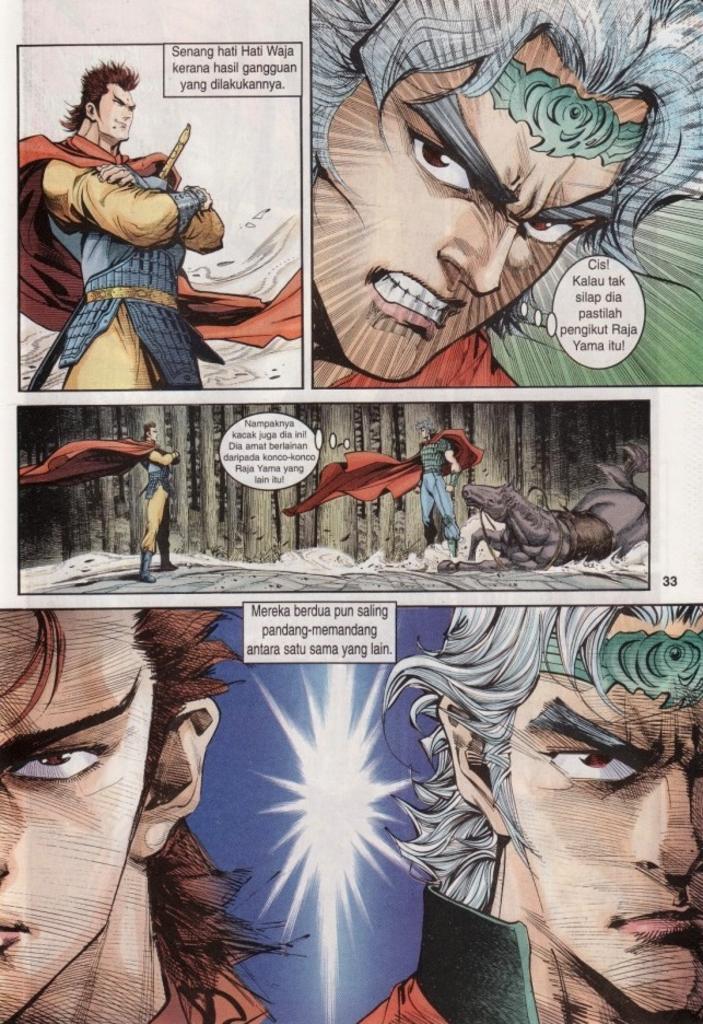 Senang hati Hati Waja
kerana hasil gangguan
yang dilakukannya.
Cis!
Kalau tak
silap dia
pastilah
pengikut Raja
Yama itu!
Nampaknya
kacak juga dia ini!
Dia amat berlainan
daripada konco-konco
Raja Yama yang
lain itu!
33
Mereka berdua pun saling
pandang-memandang
antara satu sama yang lain.